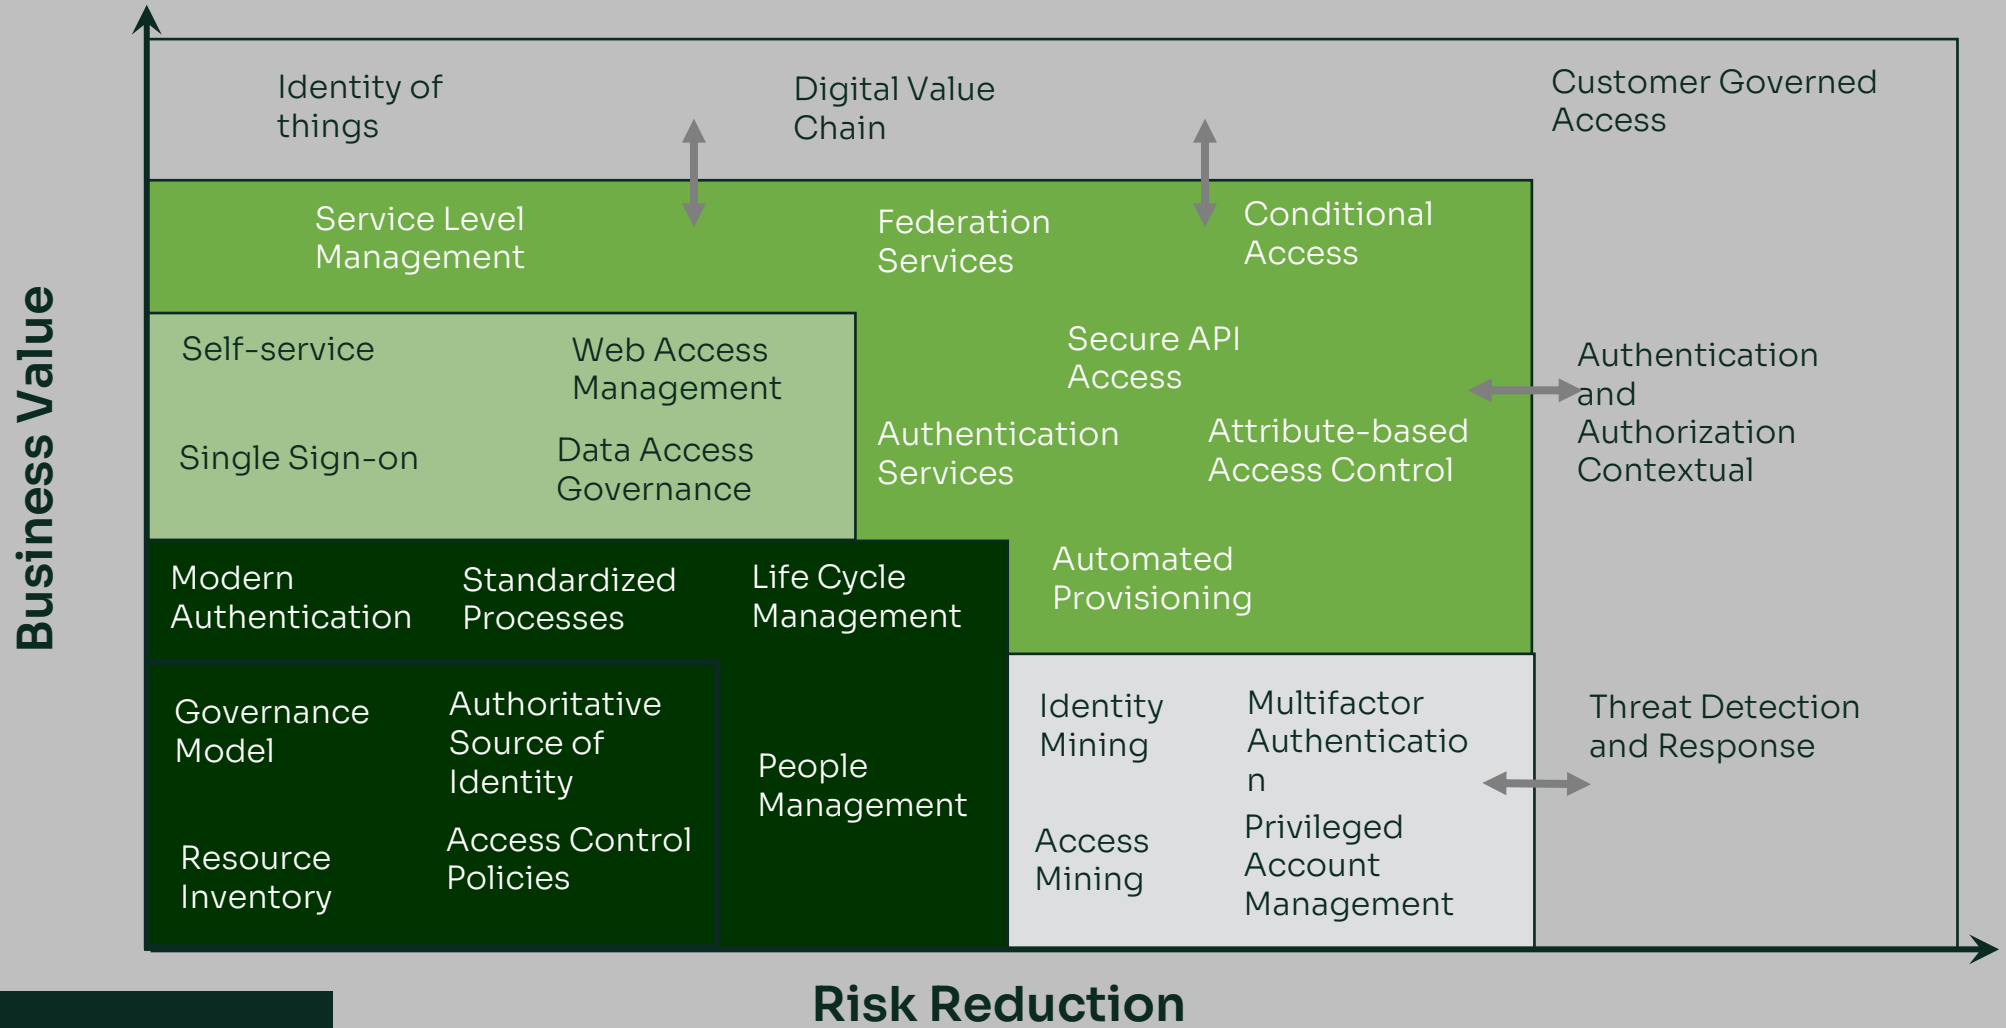 Business Value
Identity of
things
Digital Value
Chain
Customer Governed
Access
Service Level
Management
Federation
Services
Conditional
Access
Self-service
Web Access
Management
Secure API
Access
Authentication
and
Authorization
Contextual
Single Sign-on
Data Access
Governance
Authentication
Services
Attribute-based
Access Control
Modern
Authentication
Standardized
Processes
Life Cycle
Management
Automated
Provisioning
Governance
Model
Authoritative
Source of
Identity
People
Management
Identity
Mining
Multifactor
Authenticatio
n
Threat Detection
and Response
Resource
Inventory
Access Control
Policies
Access
Mining
Privileged
Account
Management
Risk Reduction